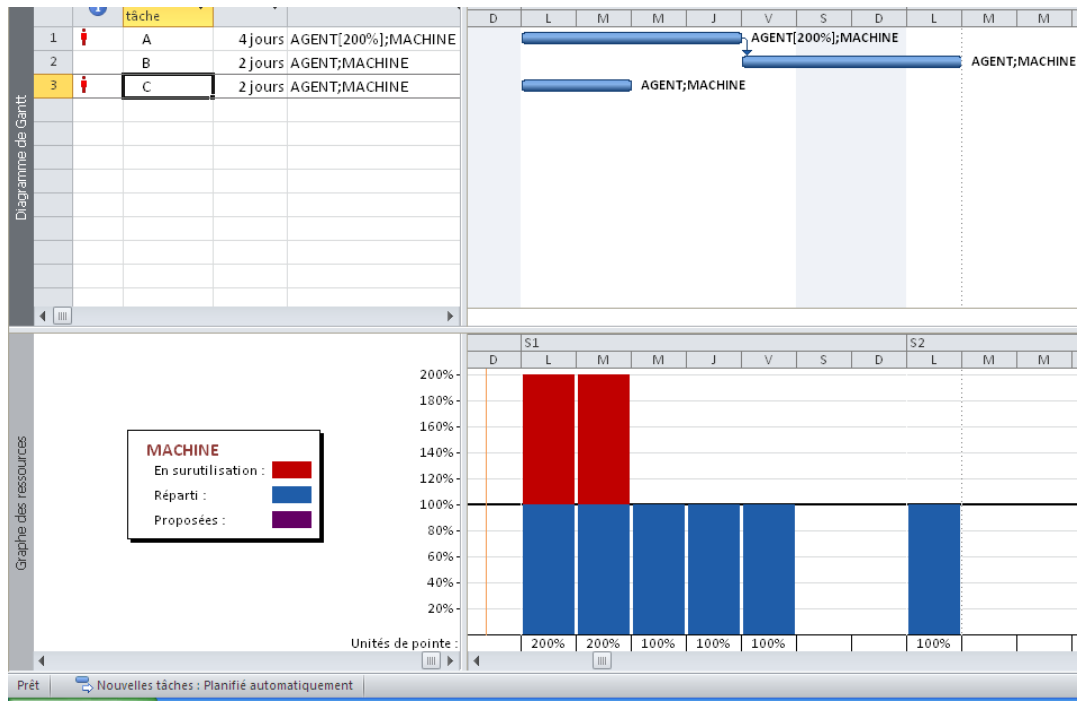 tâche
D L M M J V S D L M M
1 A 4 jours AGENT[200%];MACHINE AGENT[200%];MACHINE
2 B 2 jours AGENT;MACHINE AGENT;MACHINE
3 C 2 jours AGENT;MACHINE AGENT;MACHINE
Diagramme de Gantt
S1 S2
D L M M J V S D L M M
200%
180%
160%
140%
120%
100%
80%
60%
40%
20%
MACHINE
En surutilisation :
Réparti :
Proposées :
Graphe des ressources
Unités de pointe : 200% 200% 100% 100% 100% 100%
Prêt Nouvelles tâches : Planifié automatiquement